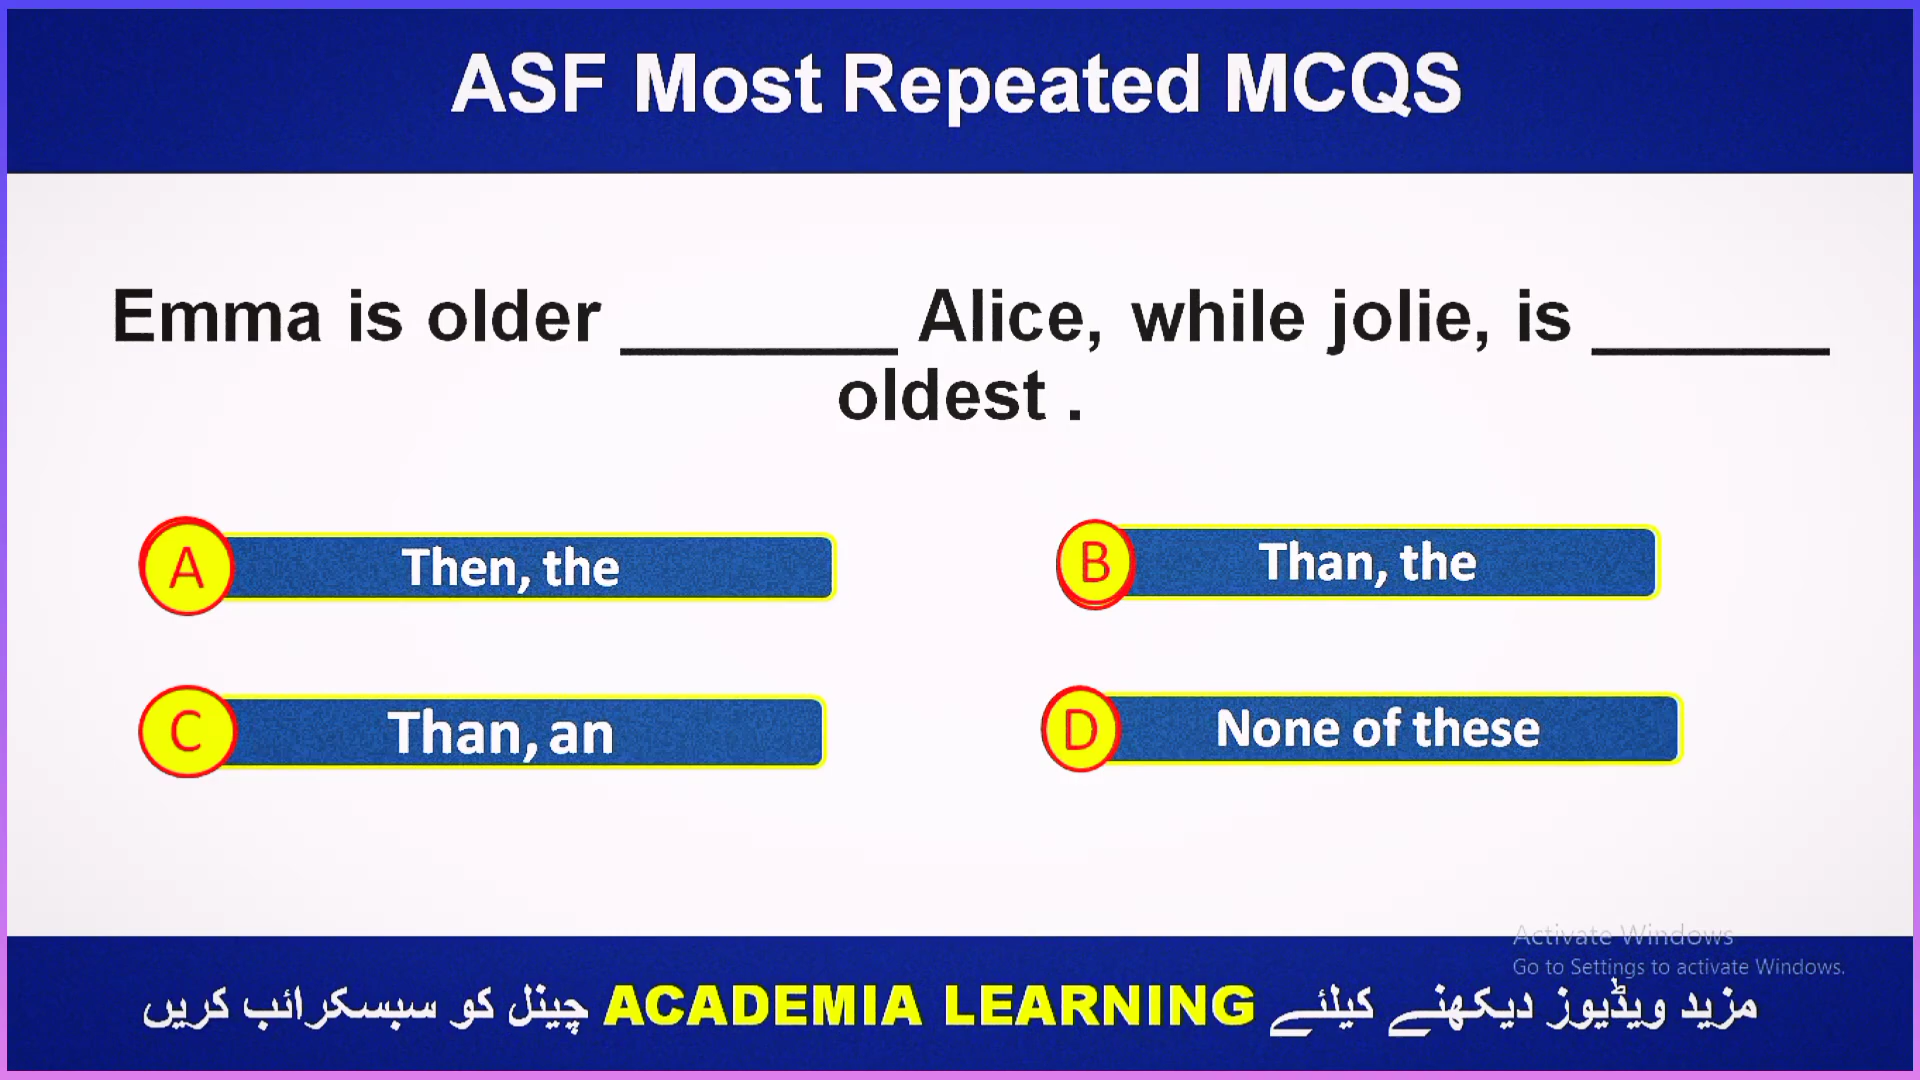 ASF Most Repeated MCQS
Emma is older _______ Alice, while jolie, is ______
oldest .
A Then, the
B Than, the
C Than, an
D None of these
Activate Windows
Go to Settings to activate Windows.
مزید ویڈیوز دیکھنے کیلئے ACADEMIA LEARNING چینل کو سبسکرائب کریں